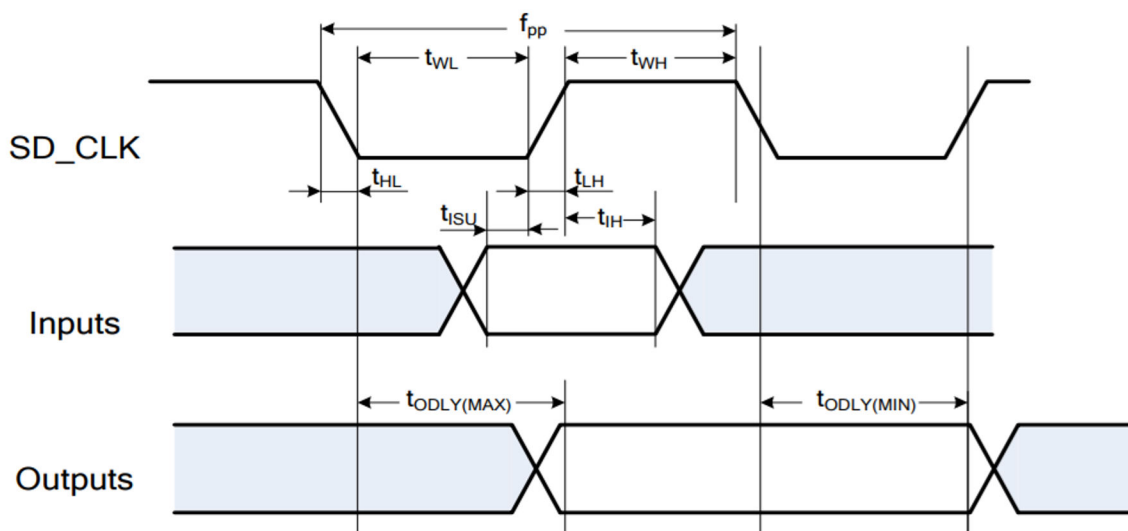 fpp
tWL
tWH
SD_CLK
tHL
tLH
tISU
tIH
Inputs
tODLY(MAX)
tODLY(MIN)
Outputs